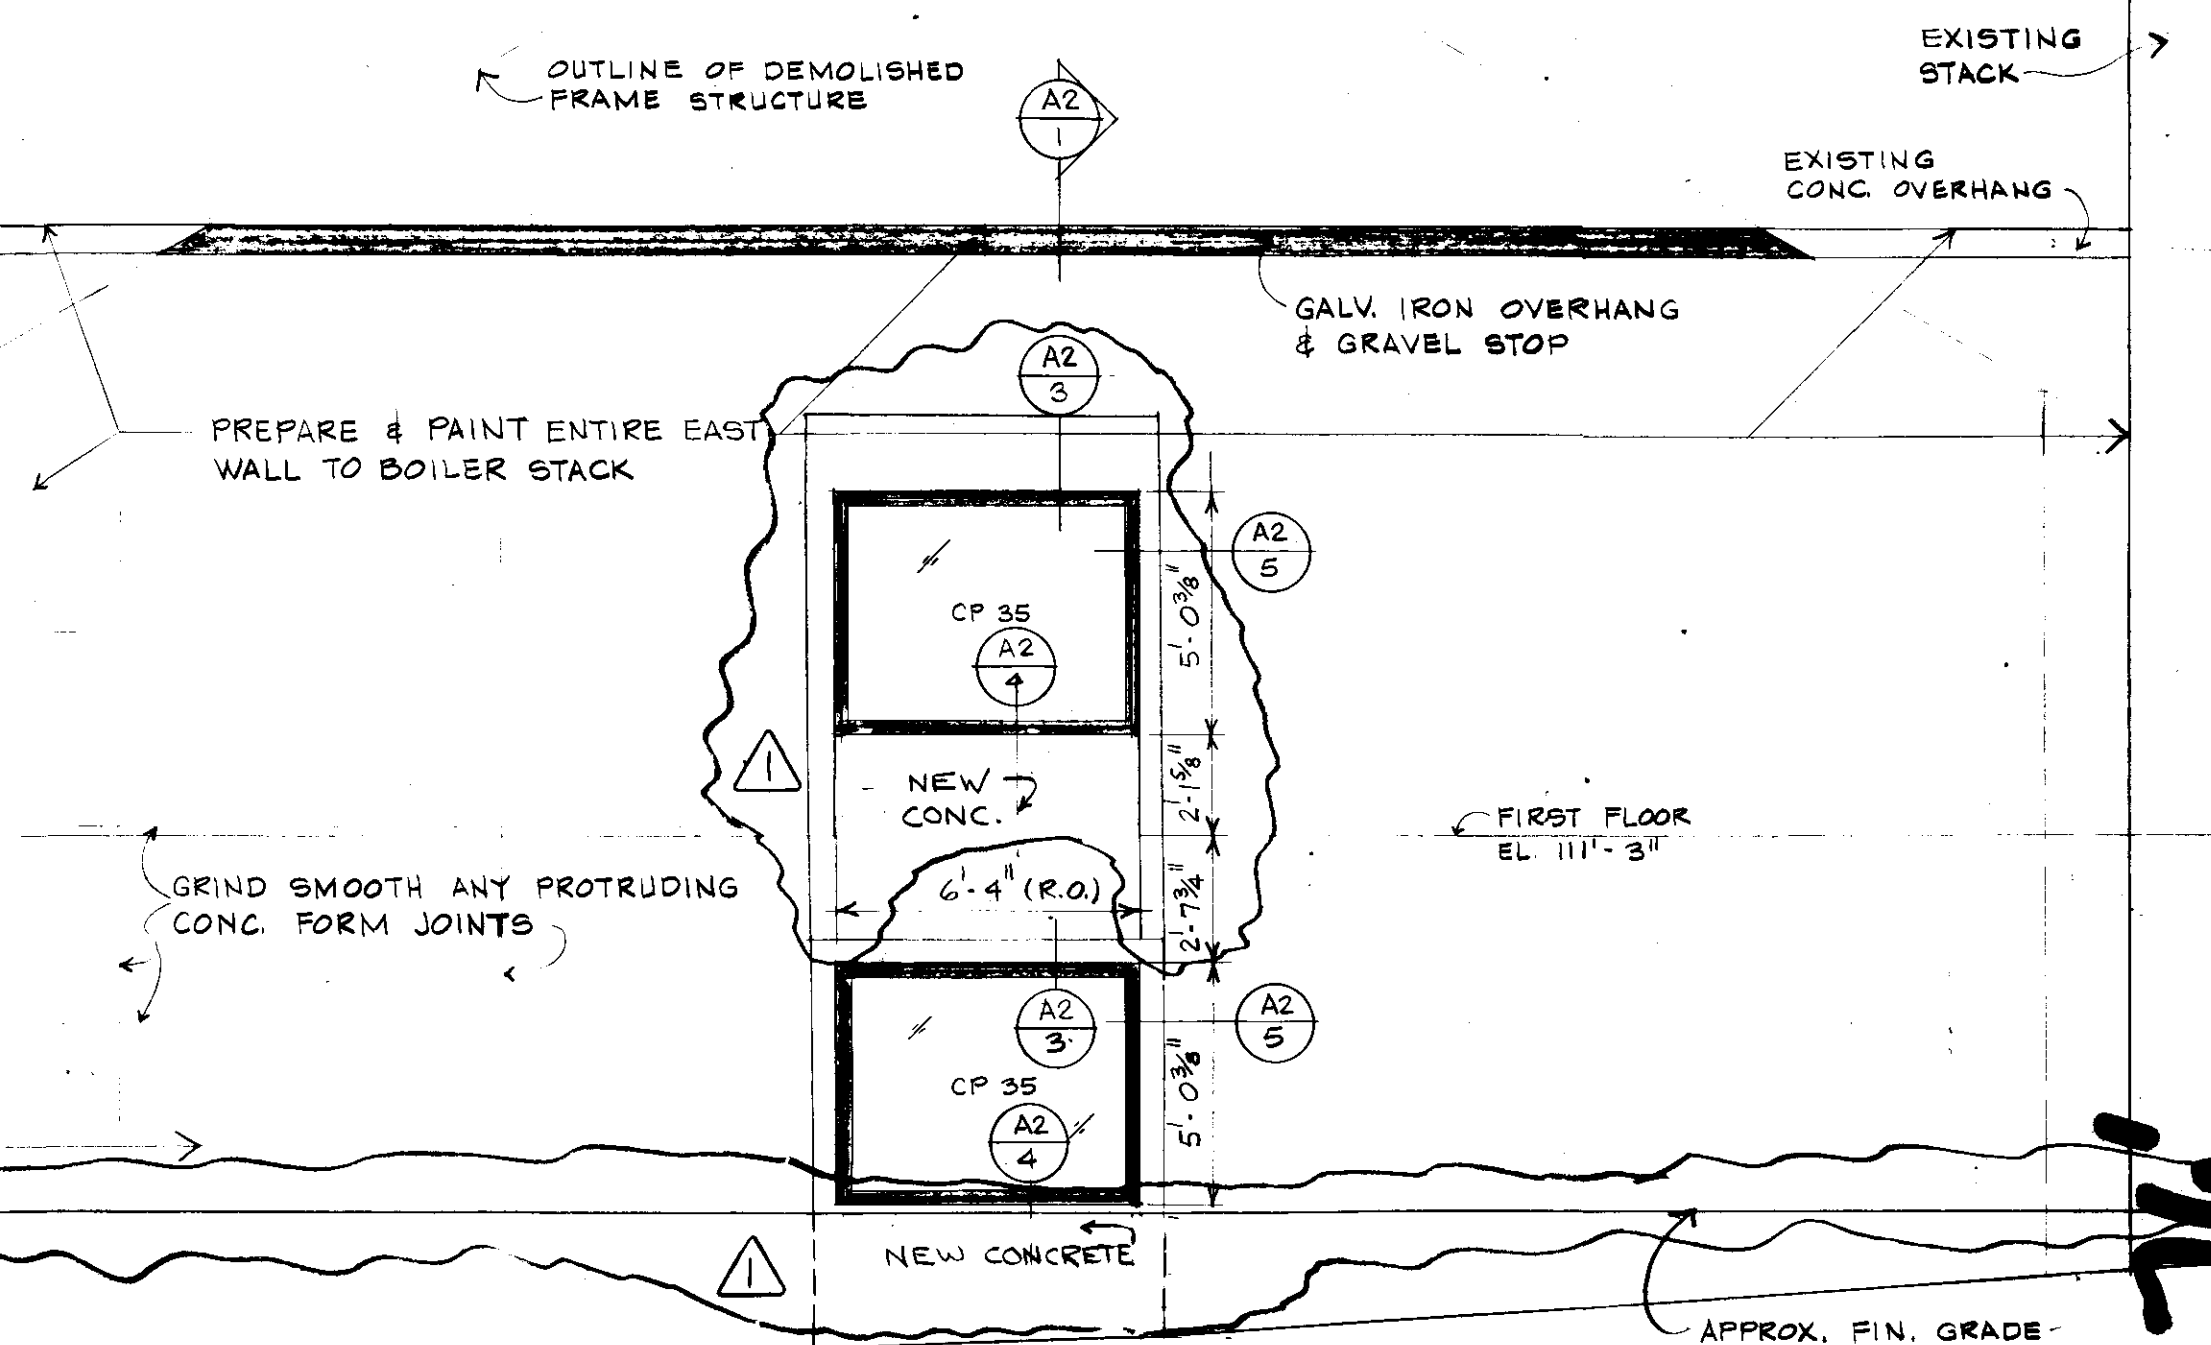 OUTLINE OF DEMOLISHED
FRAME STRUCTURE
A2
1
EXISTING
STACK
EXISTING
CONC. OVERHANG
GALV. IRON OVERHANG
& GRAVEL STOP
A2
3
PREPARE & PAINT ENTIRE EAST
WALL TO BOILER STACK
A2
5
5'-0 3/8"
CP 35
A2
4
1
NEW
CONC.
2'-1 5/8"
FIRST FLOOR
EL. 111'-3"
GRIND SMOOTH ANY PROTRUDING
CONC. FORM JOINTS
6'-4" (R.O.)
2'-7 3/4"
A2
3
A2
5
CP 35
5'-0 3/8"
A2
4
NEW CONCRETE
1
APPROX. FIN. GRADE